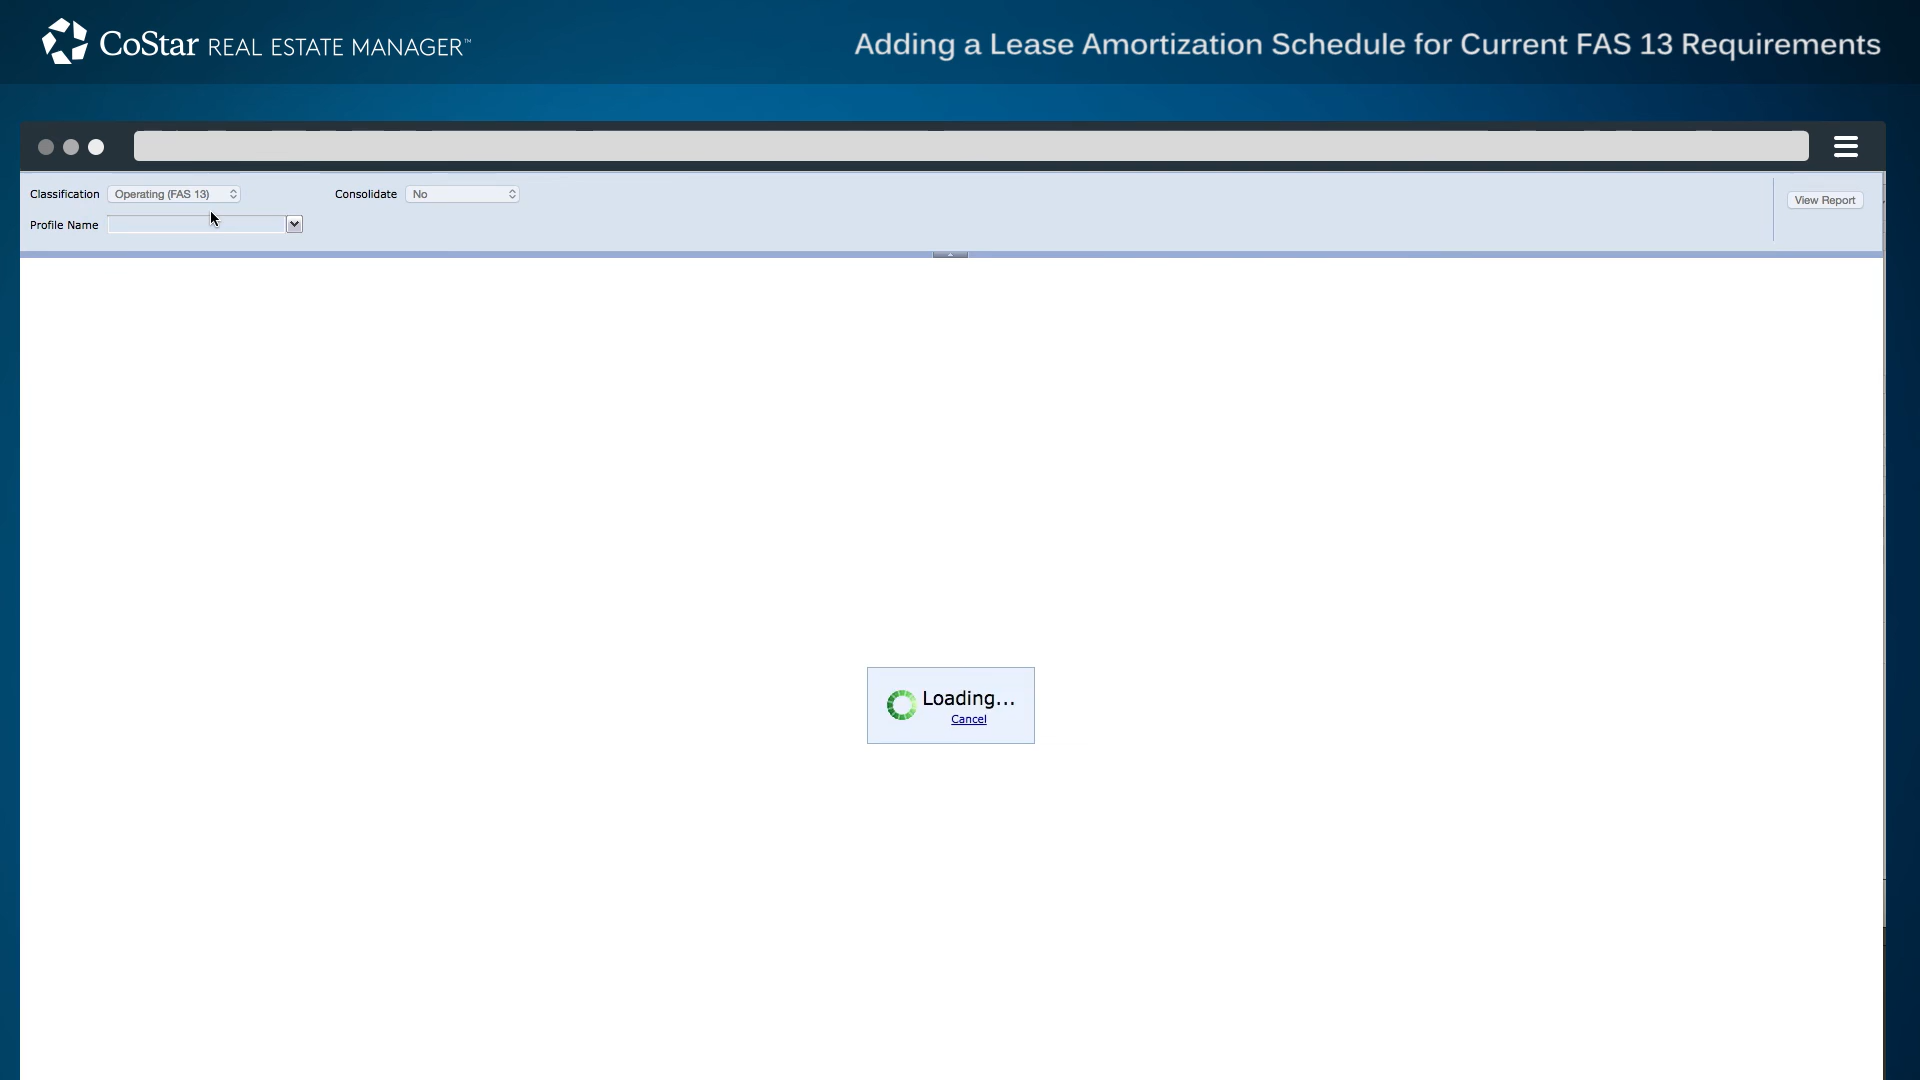 CoStar REAL ESTATE MANAGER™
Adding a Lease Amortization Schedule for Current FAS 13 Requirements
Classification Operating (FAS 13) Consolidate No View Report
Profile Name
Loading...
Cancel